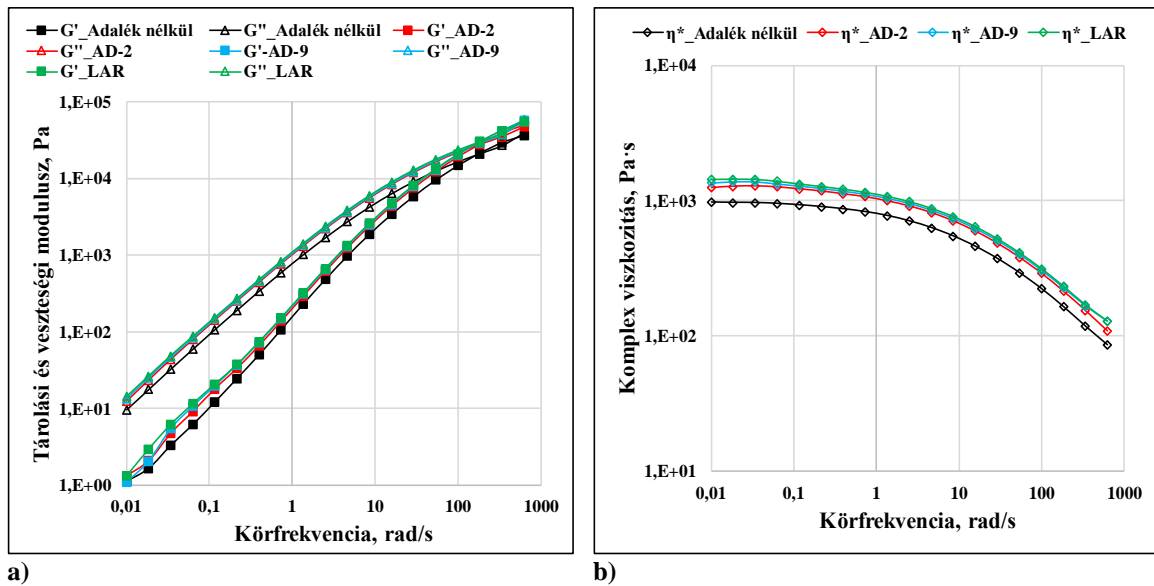 G'_Adalék nélkül G''_Adalék nélkül G'_AD-2
G''_AD-2 G'-AD-9 G''_AD-9
G'_LAR G''_LAR
Tárolási és veszteségi modulusz, Pa
1,E+05
1,E+04
1,E+03
1,E+02
1,E+01
1,E+00
0,01 0,1 1 10 100 1000
Körfrekvencia, rad/s
a)
η*_Adalék nélkül η*_AD-2 η*_AD-9 η*_LAR
Komplex viszkozitás, Pa·s
1,E+04
1,E+03
1,E+02
1,E+01
0,01 0,1 1 10 100 1000
Körfrekvencia, rad/s
b)